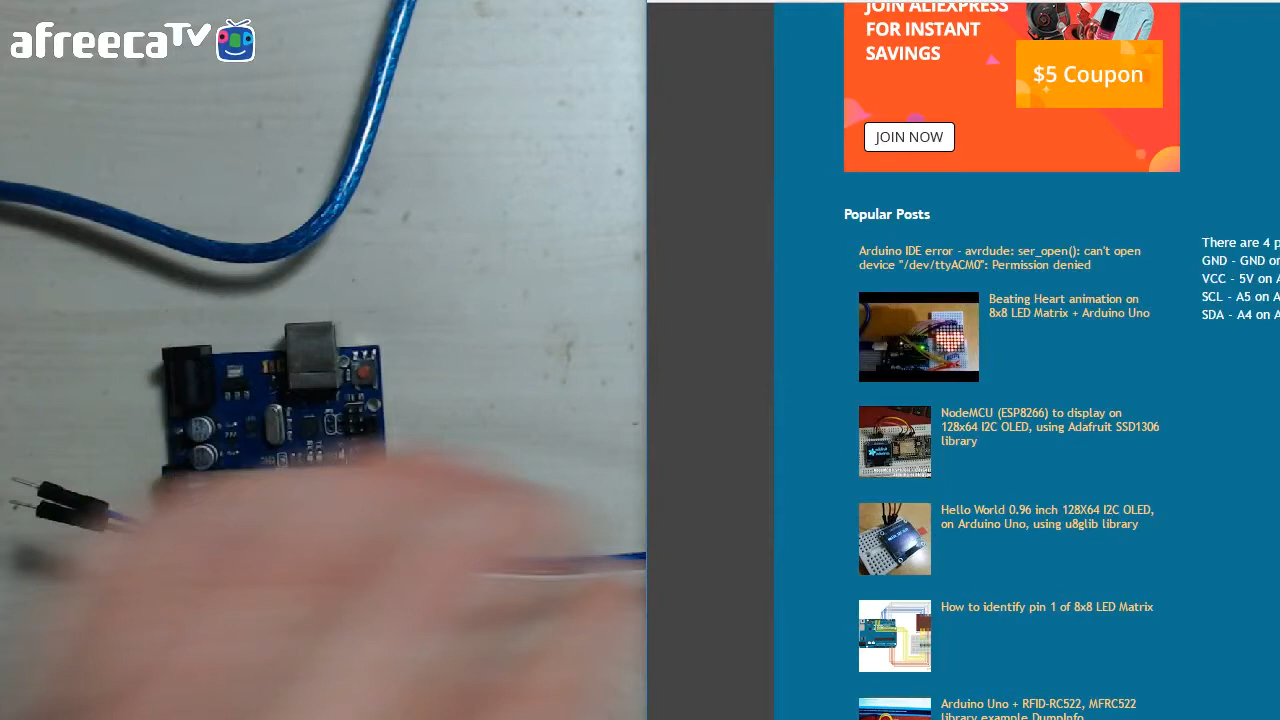 afreecaTV
JOIN ALIEXPRESS
FOR INSTANT
SAVINGS
$5 Coupon
JOIN NOW
Popular Posts
Arduino IDE error - avrdude: ser_open(): can't open
device "/dev/ttyACM0": Permission denied
Beating Heart animation on
8x8 LED Matrix + Arduino Uno
NodeMCU (ESP8266) to display on
128x64 I2C OLED, using Adafruit SSD1306
library
Hello World 0.96 inch 128X64 I2C OLED,
on Arduino Uno, using u8glib library
How to identify pin 1 of 8x8 LED Matrix
Arduino Uno + RFID-RC522, MFRC522
library example DumpInfo
There are 4 p
GND - GND on
VCC - 5V on A
SCL - A5 on A
SDA - A4 on A